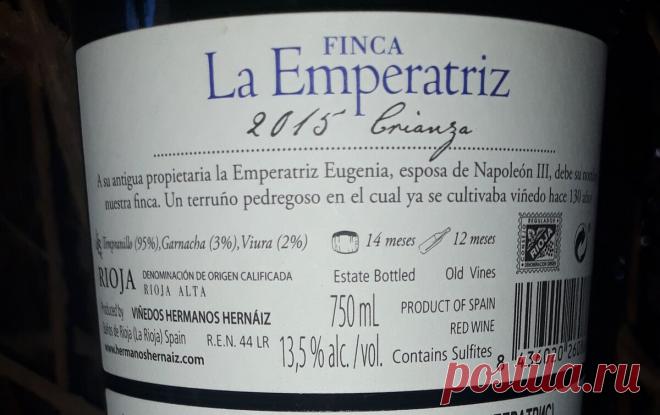 FINCA
La Emperatriz
2015 Crianza
A su antigua propietaria la Emperatriz Eugenia, esposa de Napoleón III, debe su
nuestra finca. Un terruño pedregoso en el cual ya se cultivaba viñedo hace 130
Tempranillo (95%), Garnacha (3%), Viura (2%) 14 meses 12 meses
REGULADOR
RIOJA
RIOJA DENOMINACIÓN DE ORIGEN CALIFICADA
RIOJA ALTA
Estate Bottled Old Vines
Produced by VIÑEDOS HERMANOS HERNÁIZ
de Rioja (La Rioja) Spain R.E.N. 44 LR
www.hermanoshernaiz.com
750 mL
13,5% alc./vol.
PRODUCT OF SPAIN
RED WINE
Contains Sulfites
postila.ru